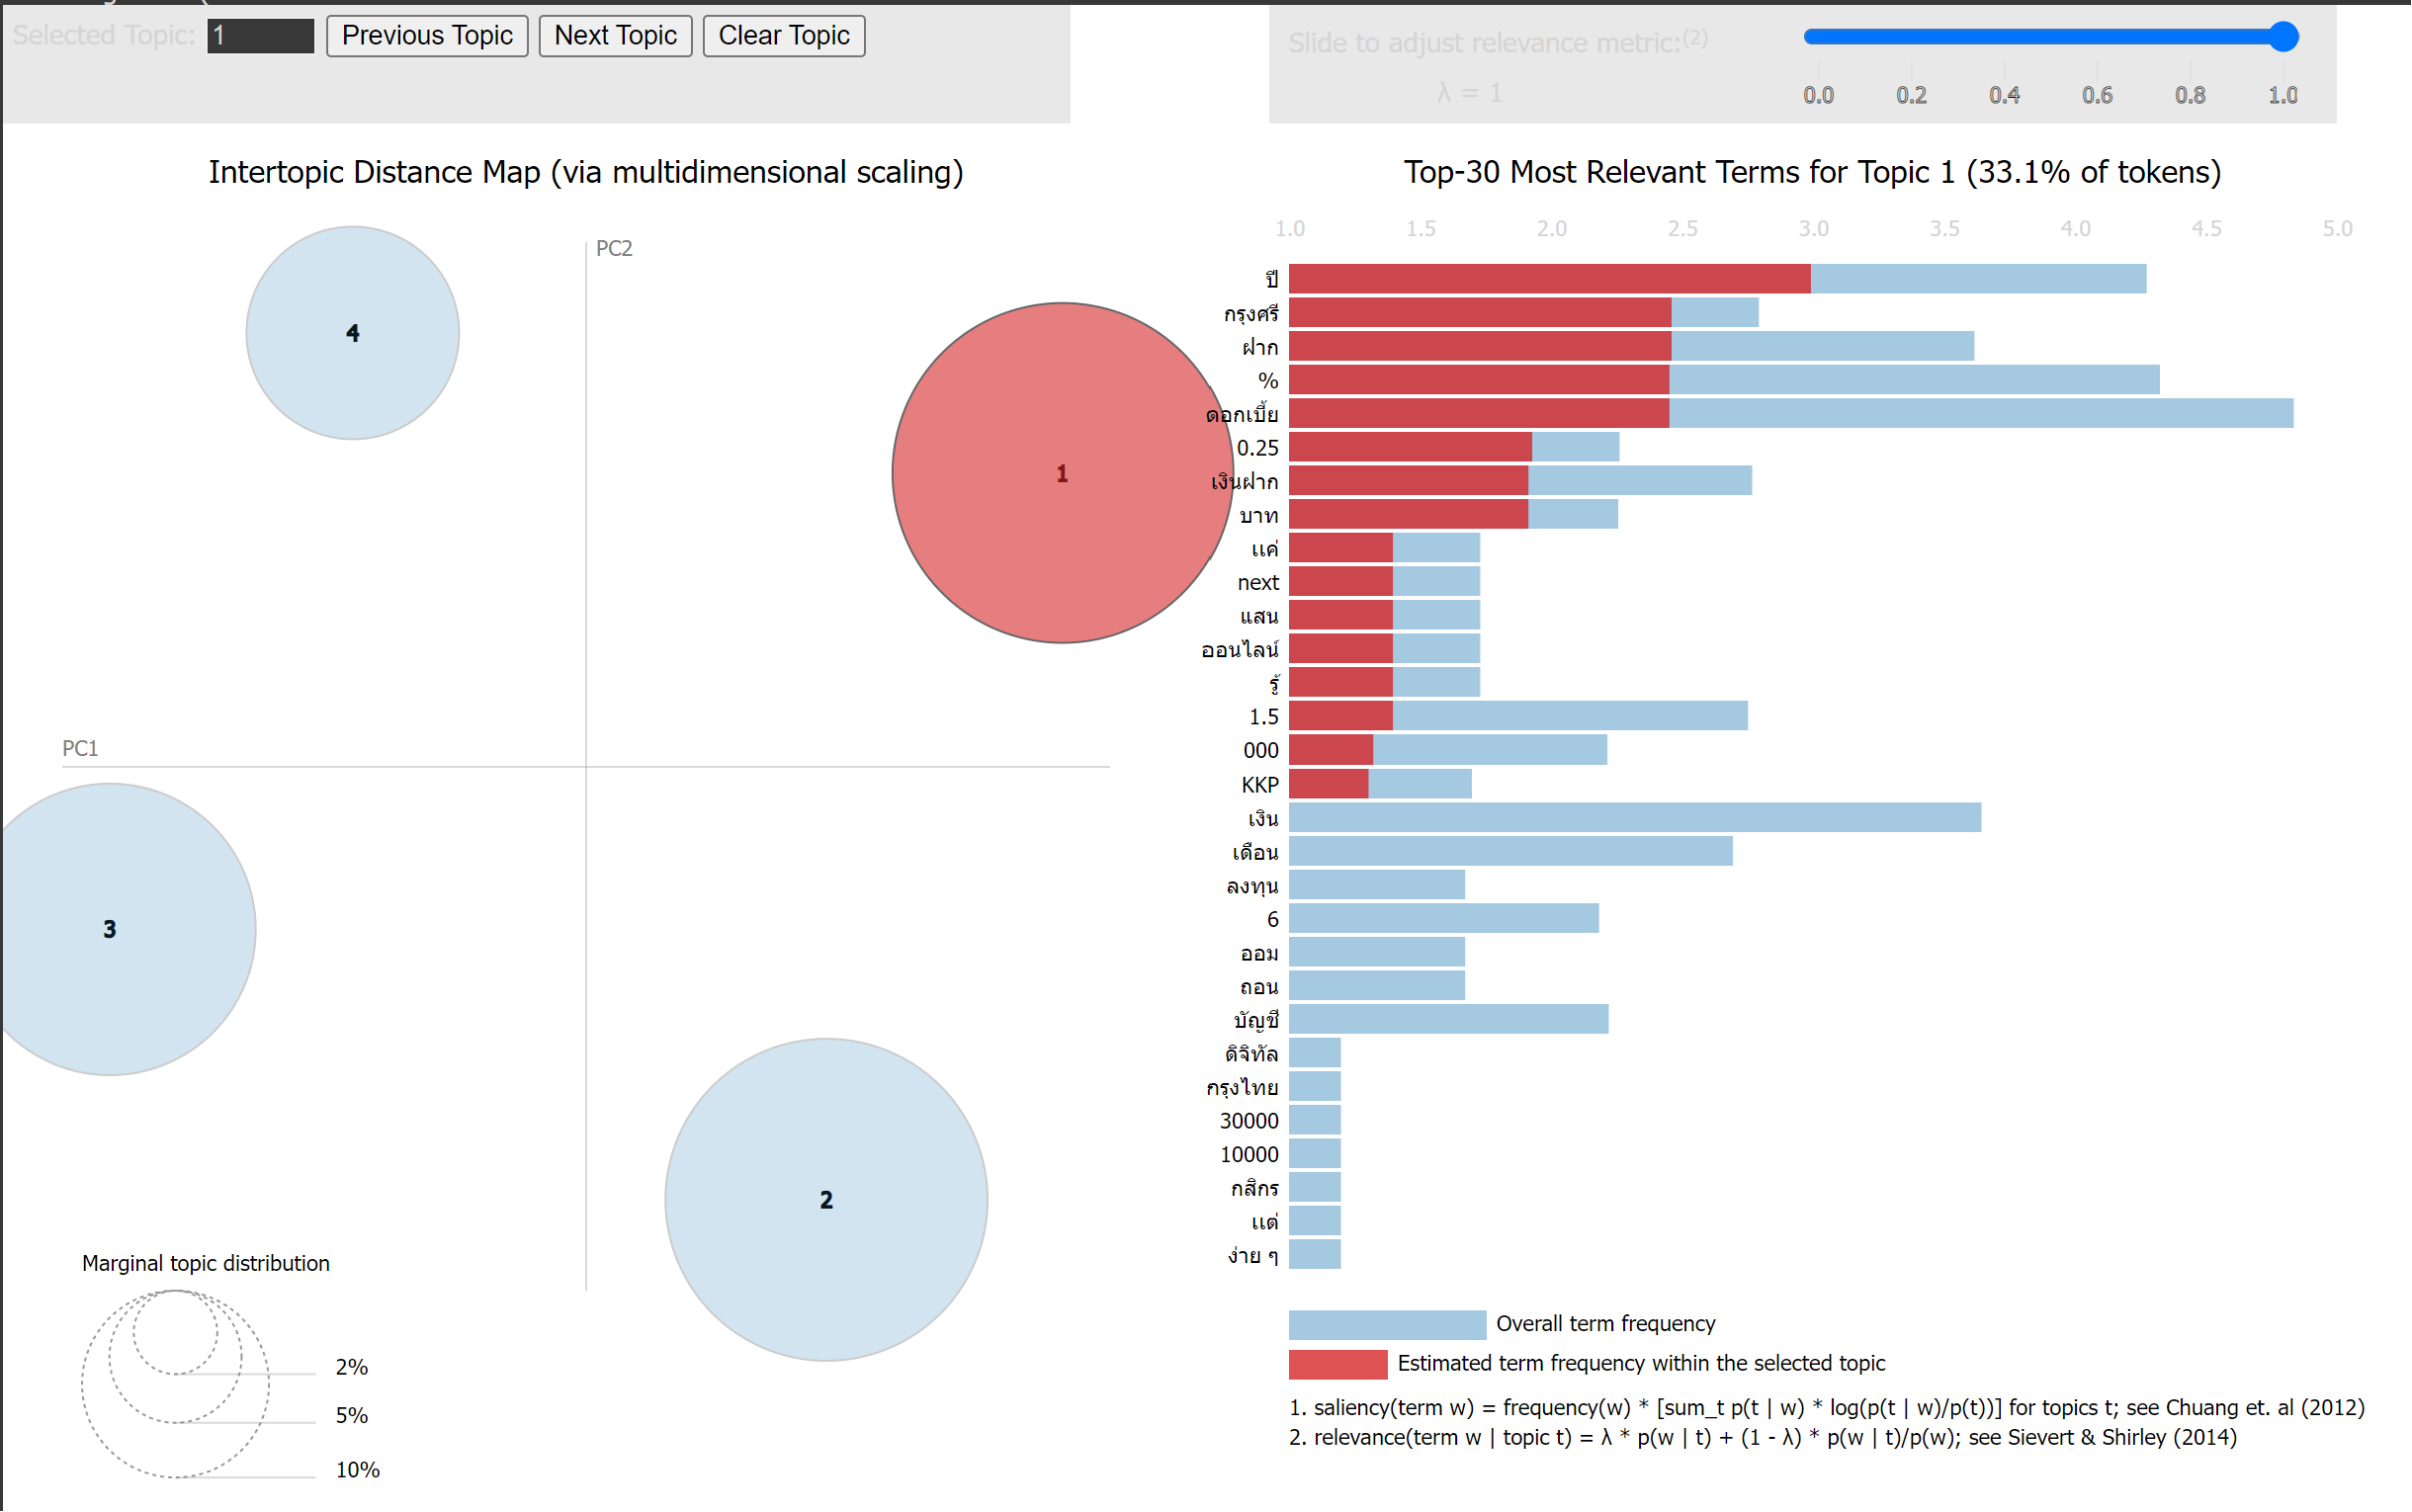 Selected Topic: 1 Previous Topic Next Topic Clear Topic
Slide to adjust relevance metric:(2)
λ = 1
0.0 0.2 0.4 0.6 0.8 1.0
Intertopic Distance Map (via multidimensional scaling)
PC2
PC1
4
1
3
2
Marginal topic distribution
2%
5%
10%
Top-30 Most Relevant Terms for Topic 1 (33.1% of tokens)
1.0 1.5 2.0 2.5 3.0 3.5 4.0 4.5 5.0
ปี
กรุงศรี
ฝาก
%
ดอกเบี้ย
0.25
เงินฝาก
บาท
แค่
next
แสน
ออนไลน์
รู้
1.5
000
KKP
เงิน
เดือน
ลงทุน
6
ออม
ถอน
บัญชี
ดิจิทัล
กรุงไทย
30000
10000
กสิกร
แต่
ง่าย ๆ
Overall term frequency
Estimated term frequency within the selected topic
1. saliency(term w) = frequency(w) * [sum_t p(t | w) * log(p(t | w)/p(t))] for topics t; see Chuang et. al (2012)
2. relevance(term w | topic t) = λ * p(w | t) + (1 - λ) * p(w | t)/p(w); see Sievert & Shirley (2014)